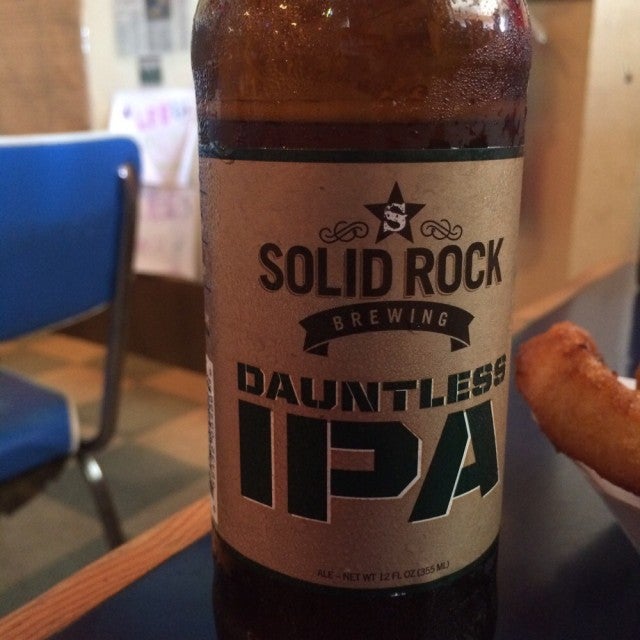 S
SOLID ROCK
BREWING
DAUNTLESS
IPA
ALE - NET WT 12 FL OZ (355 ML)